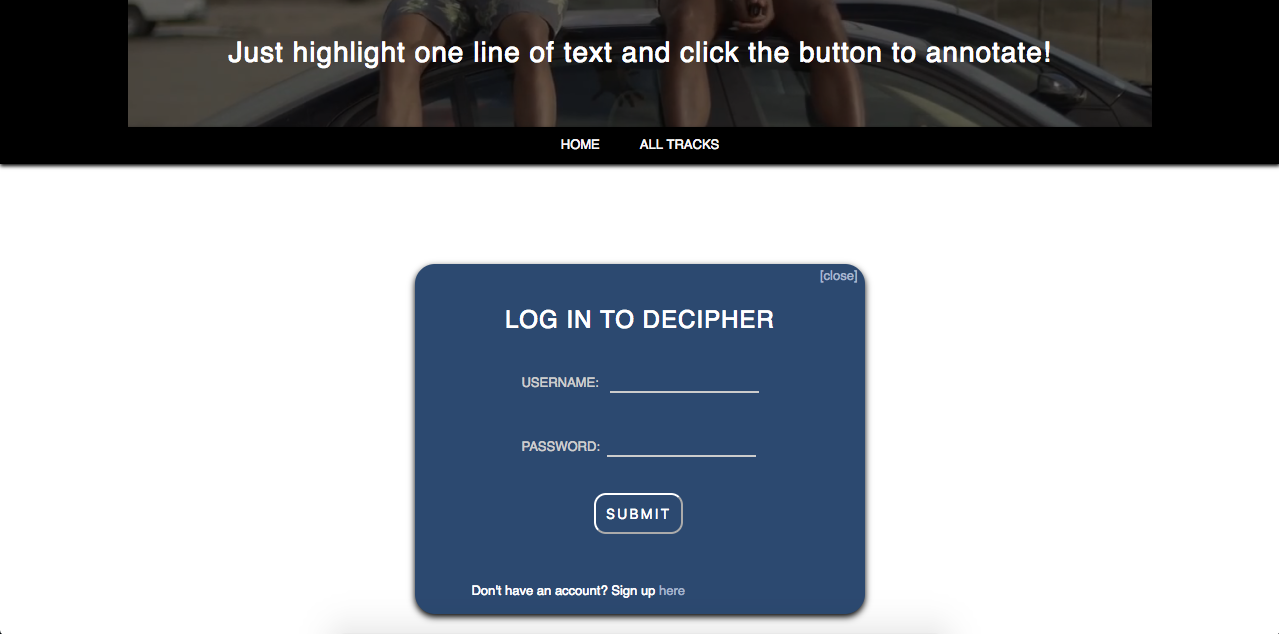 Just highlight one line of text and click the button to annotate!
HOME ALL TRACKS
[close]
LOG IN TO DECIPHER
USERNAME:
PASSWORD:
SUBMIT
Don't have an account? Sign up here